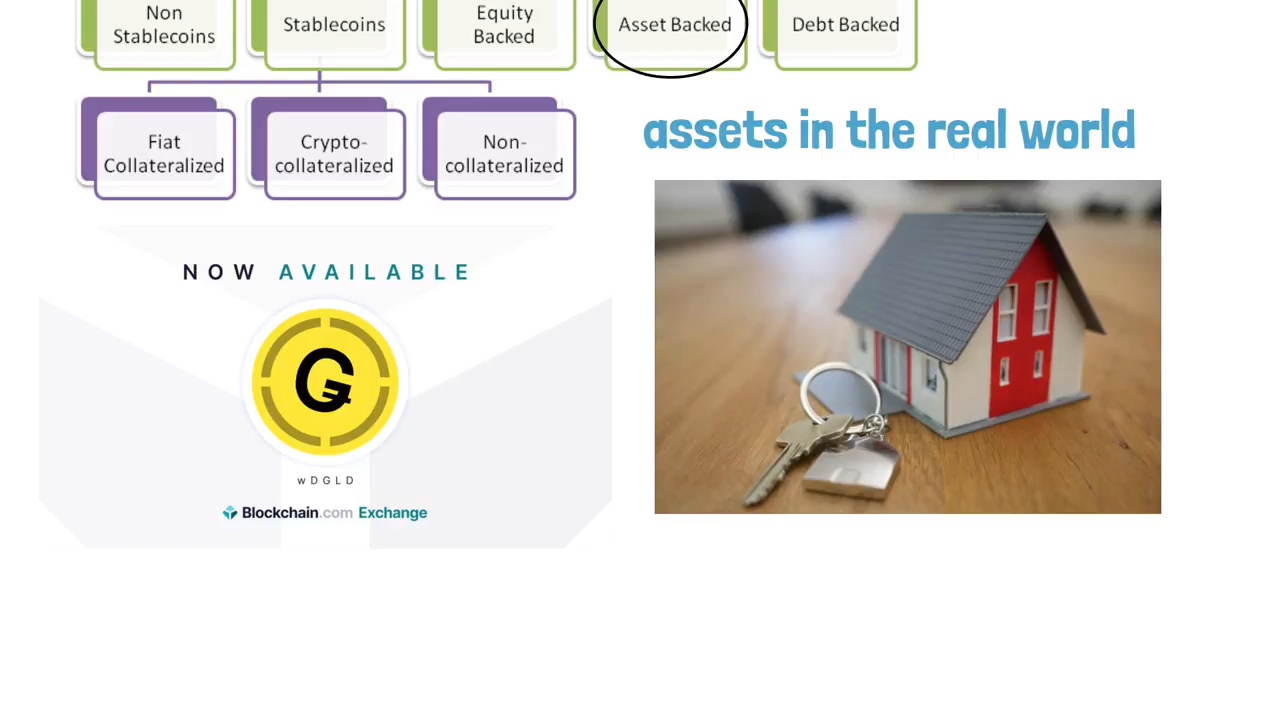 Non
Stablecoins
Stablecoins
Equity
Backed
Asset Backed
Debt Backed
Fiat
Collateralized
Crypto-
collateralized
Non-
collateralized
assets in the real world
NOW AVAILABLE
G
wDGLD
Blockchain.com Exchange